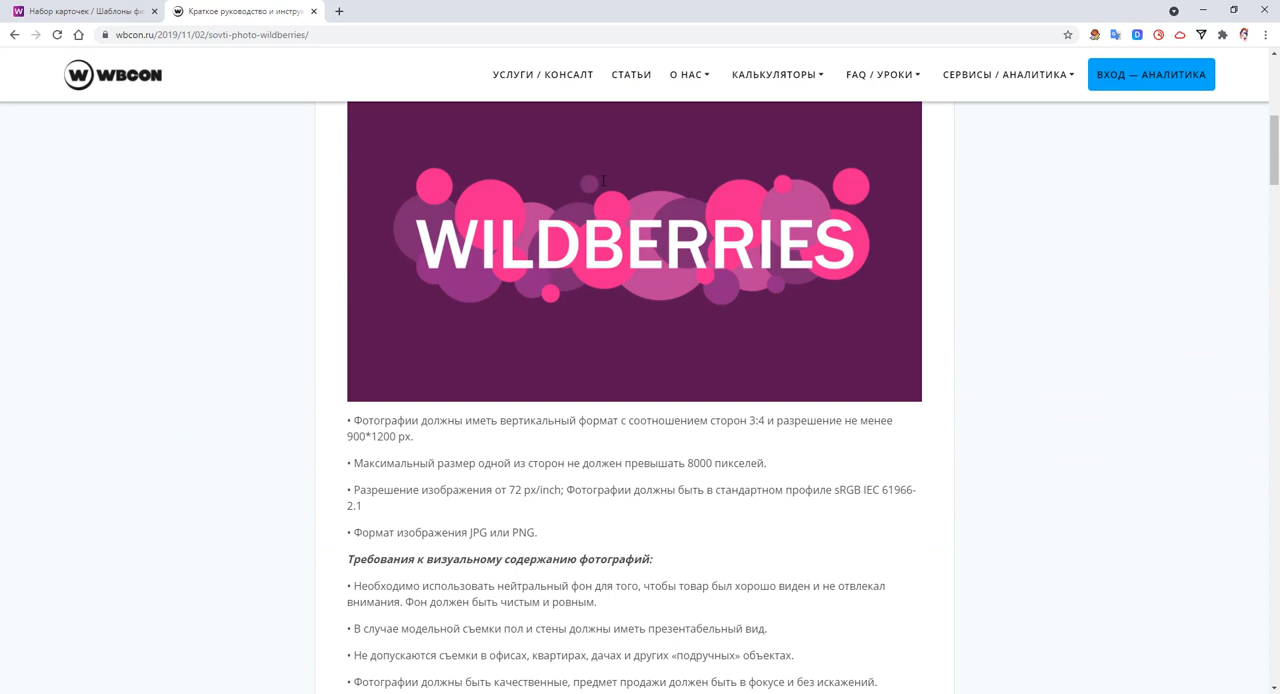 Набор карточек / Шаблоны фи
Краткое руководство и инстру
wbcon.ru/2019/11/02/sovti-photo-wildberries/
WBCON
УСЛУГИ / КОНСАЛТ СТАТЬИ О НАС КАЛЬКУЛЯТОРЫ FAQ / УРОКИ СЕРВИСЫ / АНАЛИТИКА ВХОД — АНАЛИТИКА
WILDBERRIES
• Фотографии должны иметь вертикальный формат с соотношением сторон 3:4 и разрешение не менее
900*1200 px.
• Максимальный размер одной из сторон не должен превышать 8000 пикселей.
• Разрешение изображения от 72 px/inch; Фотографии должны быть в стандартном профиле sRGB IEC 61966-
2.1
• Формат изображения JPG или PNG.
Требования к визуальному содержанию фотографий:
• Необходимо использовать нейтральный фон для того, чтобы товар был хорошо виден и не отвлекал
внимания. Фон должен быть чистым и ровным.
• В случае модельной съемки пол и стены должны иметь презентабельный вид.
• Не допускаются съемки в офисах, квартирах, дачах и других «подручных» объектах.
• Фотографии должны быть качественные, предмет продажи должен быть в фокусе и без искажений.